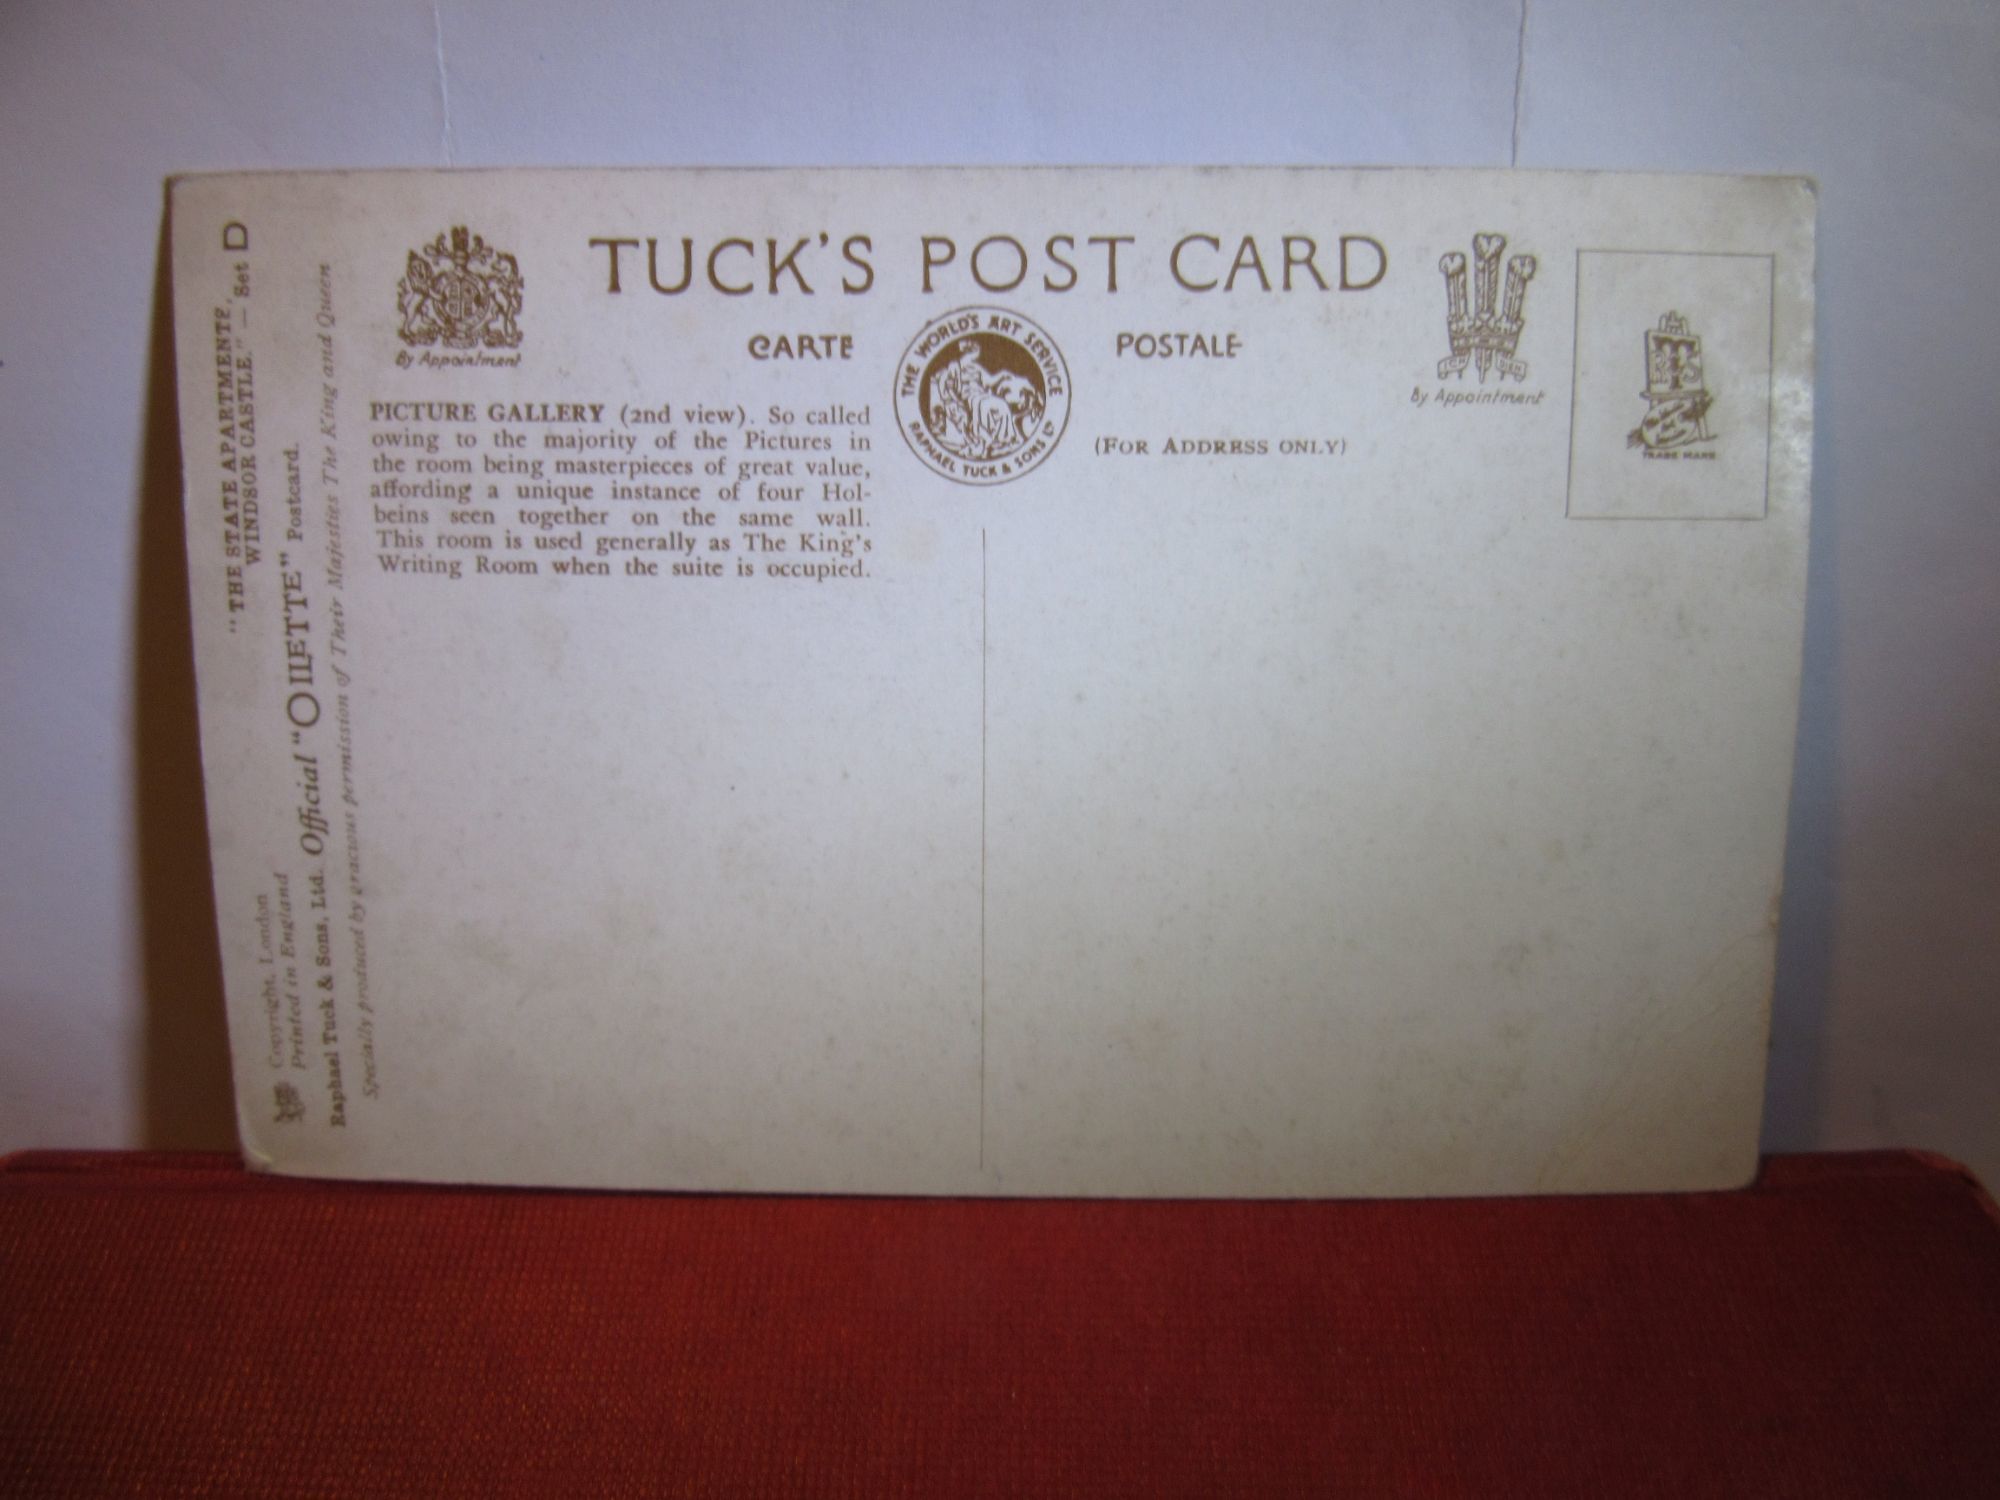 TUCK'S POST CARD
CARTE POSTALE
By Appointment
By Appointment
THE WORLD'S ART SERVICE
RAPHAEL TUCK & SONS LD
(FOR ADDRESS ONLY)
TRADE MARK
PICTURE GALLERY (2nd view). So called
owing to the majority of the Pictures in
the room being masterpieces of great value,
affording a unique instance of four Hol-
beins seen together on the same wall.
This room is used generally as The King's
Writing Room when the suite is occupied.
"THE STATE APARTMENTS,
WINDSOR CASTLE." — Set D
Copyright, London
Printed in England
Raphael Tuck & Sons, Ltd. Official "OILETTE" Postcard.
Specially produced by gracious permission of Their Majesties The King and Queen